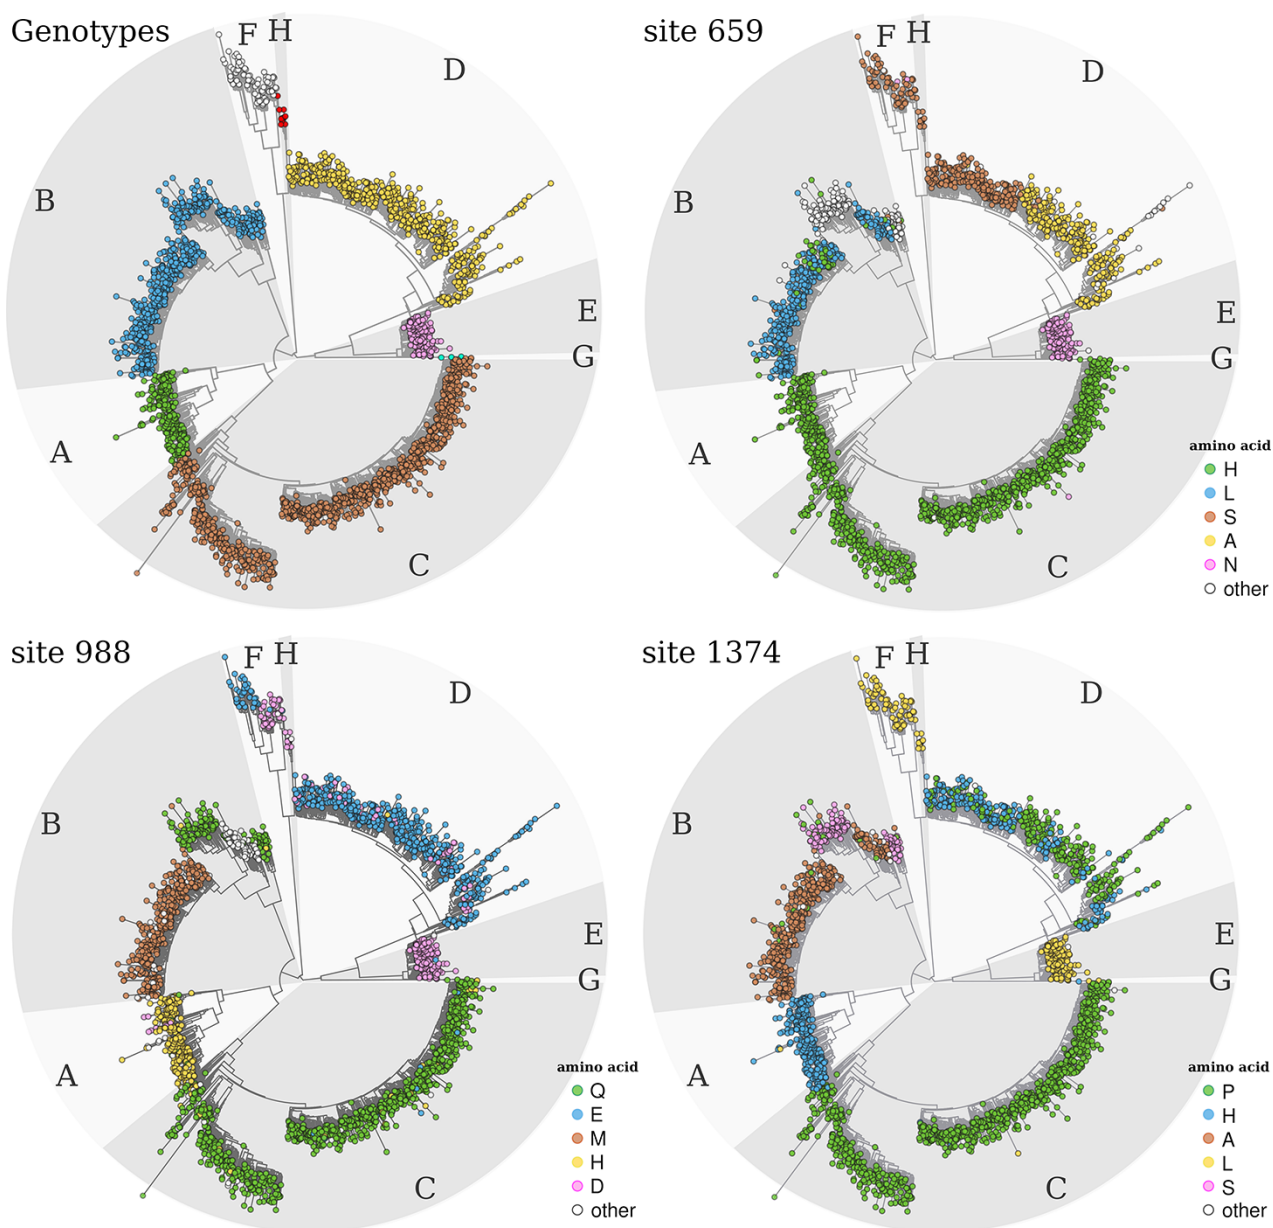 Genotypes
F H
D
B
E
G
A
C
site 659
F H
D
B
E
G
A
C
amino acid
H
L
S
A
N
other
site 988
F H
D
B
E
G
A
C
amino acid
Q
E
M
H
D
other
site 1374
F H
D
B
E
G
A
C
amino acid
P
H
A
L
S
other